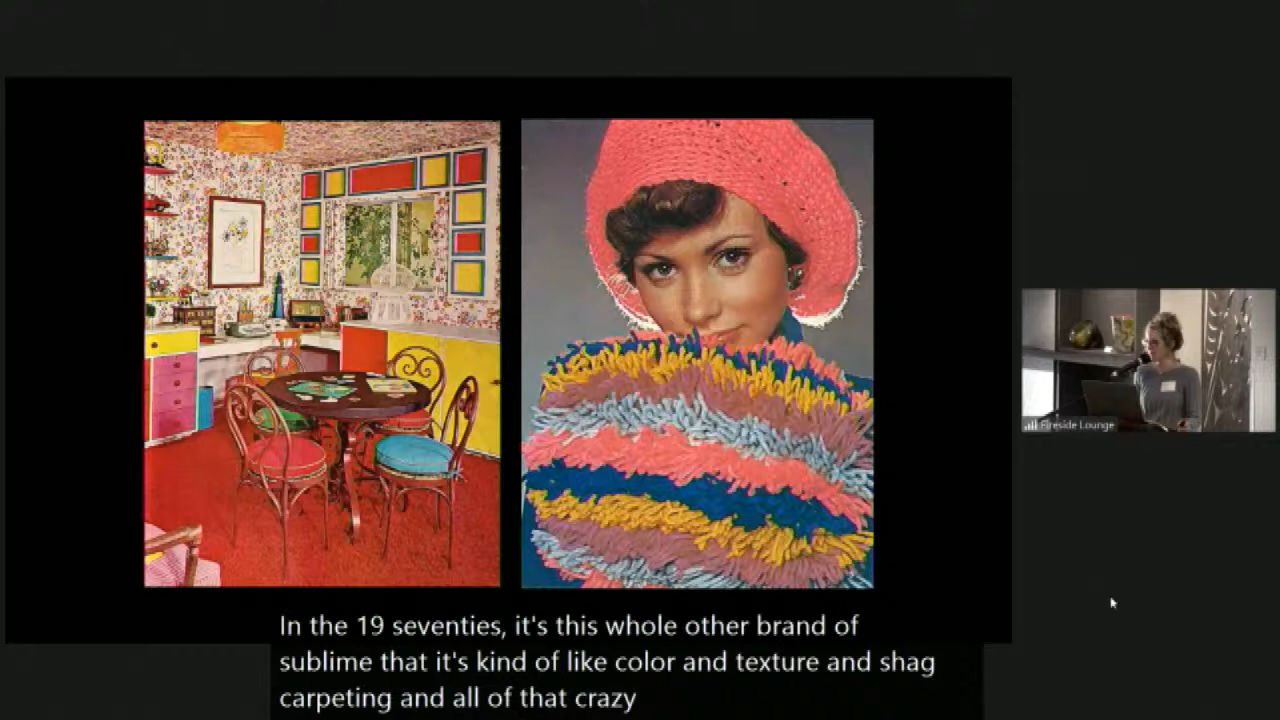 Fireside Lounge
In the 19 seventies, it's this whole other brand of
sublime that it's kind of like color and texture and shag
carpeting and all of that crazy